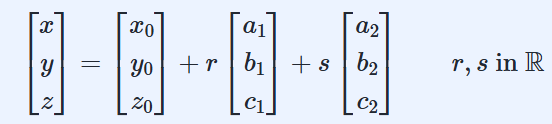 [x y z] = [x₀ y₀ z₀] + r [a₁ b₁ c₁] + s [a₂ b₂ c₂] r, s in ℝ